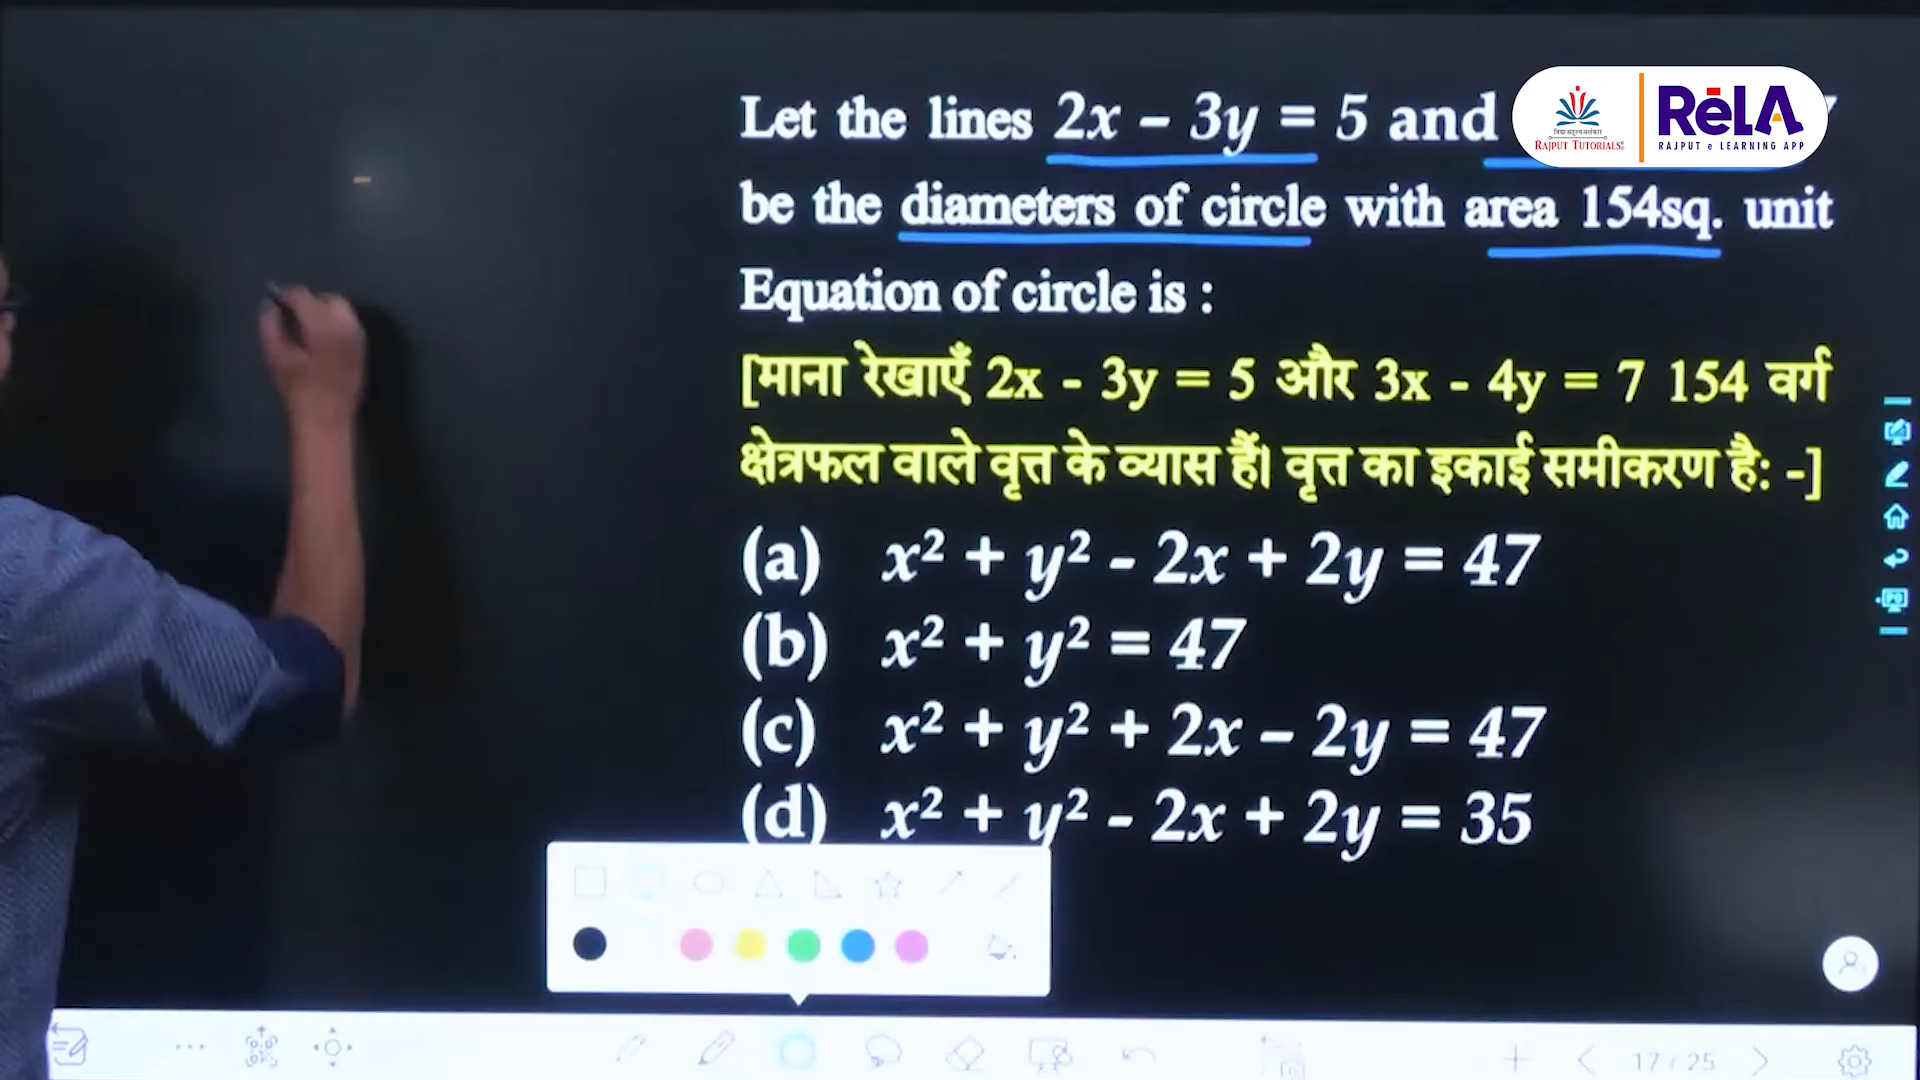 Let the lines 2x – 3y = 5 and
be the diameters of circle with area 154sq. unit
Equation of circle is :
[माना रेखाएँ 2x - 3y = 5 और 3x - 4y = 7 154 वर्ग
क्षेत्रफल वाले वृत्त के व्यास हैं। वृत्त का इकाई समीकरण है: -]
(a) x² + y² - 2x + 2y = 47
(b) x² + y² = 47
(c) x² + y² + 2x – 2y = 47
(d) x² + y² - 2x + 2y = 35
RAJPUT TUTORIALS
RēLA
RAJPUT e LEARNING APP
17 / 25